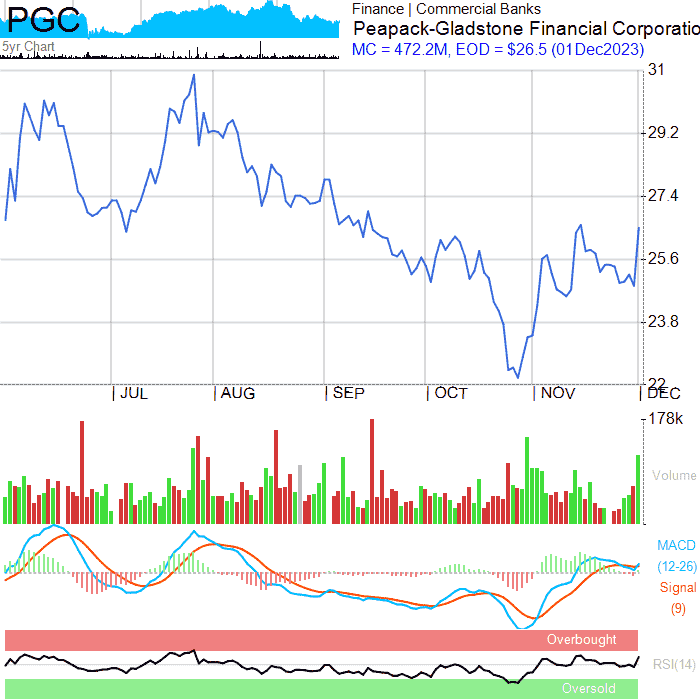 PGC
5yr Chart
Finance | Commercial Banks
Peapack-Gladstone Financial Corporatio
MC = 472.2M, EOD = $26.5 (01Dec2023)
31
29.2
27.4
25.6
23.8
22
JUL
AUG
SEP
OCT
NOV
DEC
178k
Volume
MACD
(12-26)
Signal
(9)
Overbought
RSI(14)
Oversold